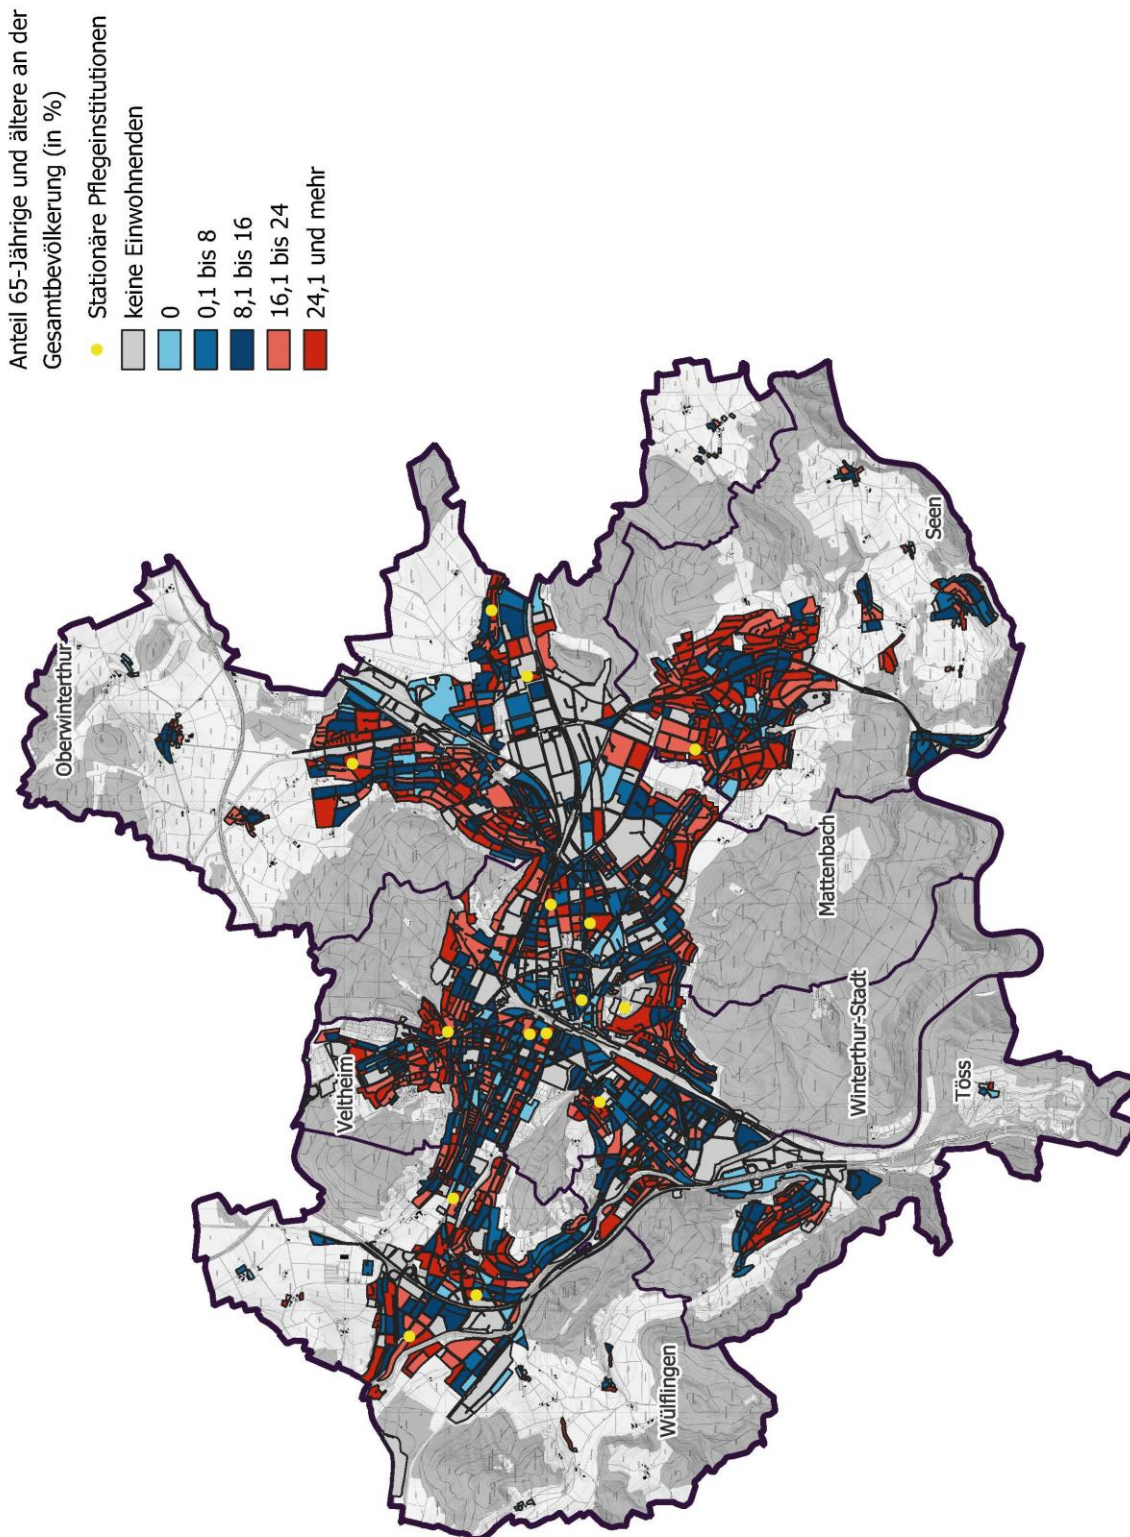 Anteil 65-Jährige und ältere an der
Gesamtbevölkerung (in %)
Stationäre Pflegeinstitutionen
keine Einwohnenden
0
0,1 bis 8
8,1 bis 16
16,1 bis 24
24,1 und mehr
Oberwinterthur
Veltheim
Wülflingen
Seen
Mattenbach
Winterthur-Stadt
Töss